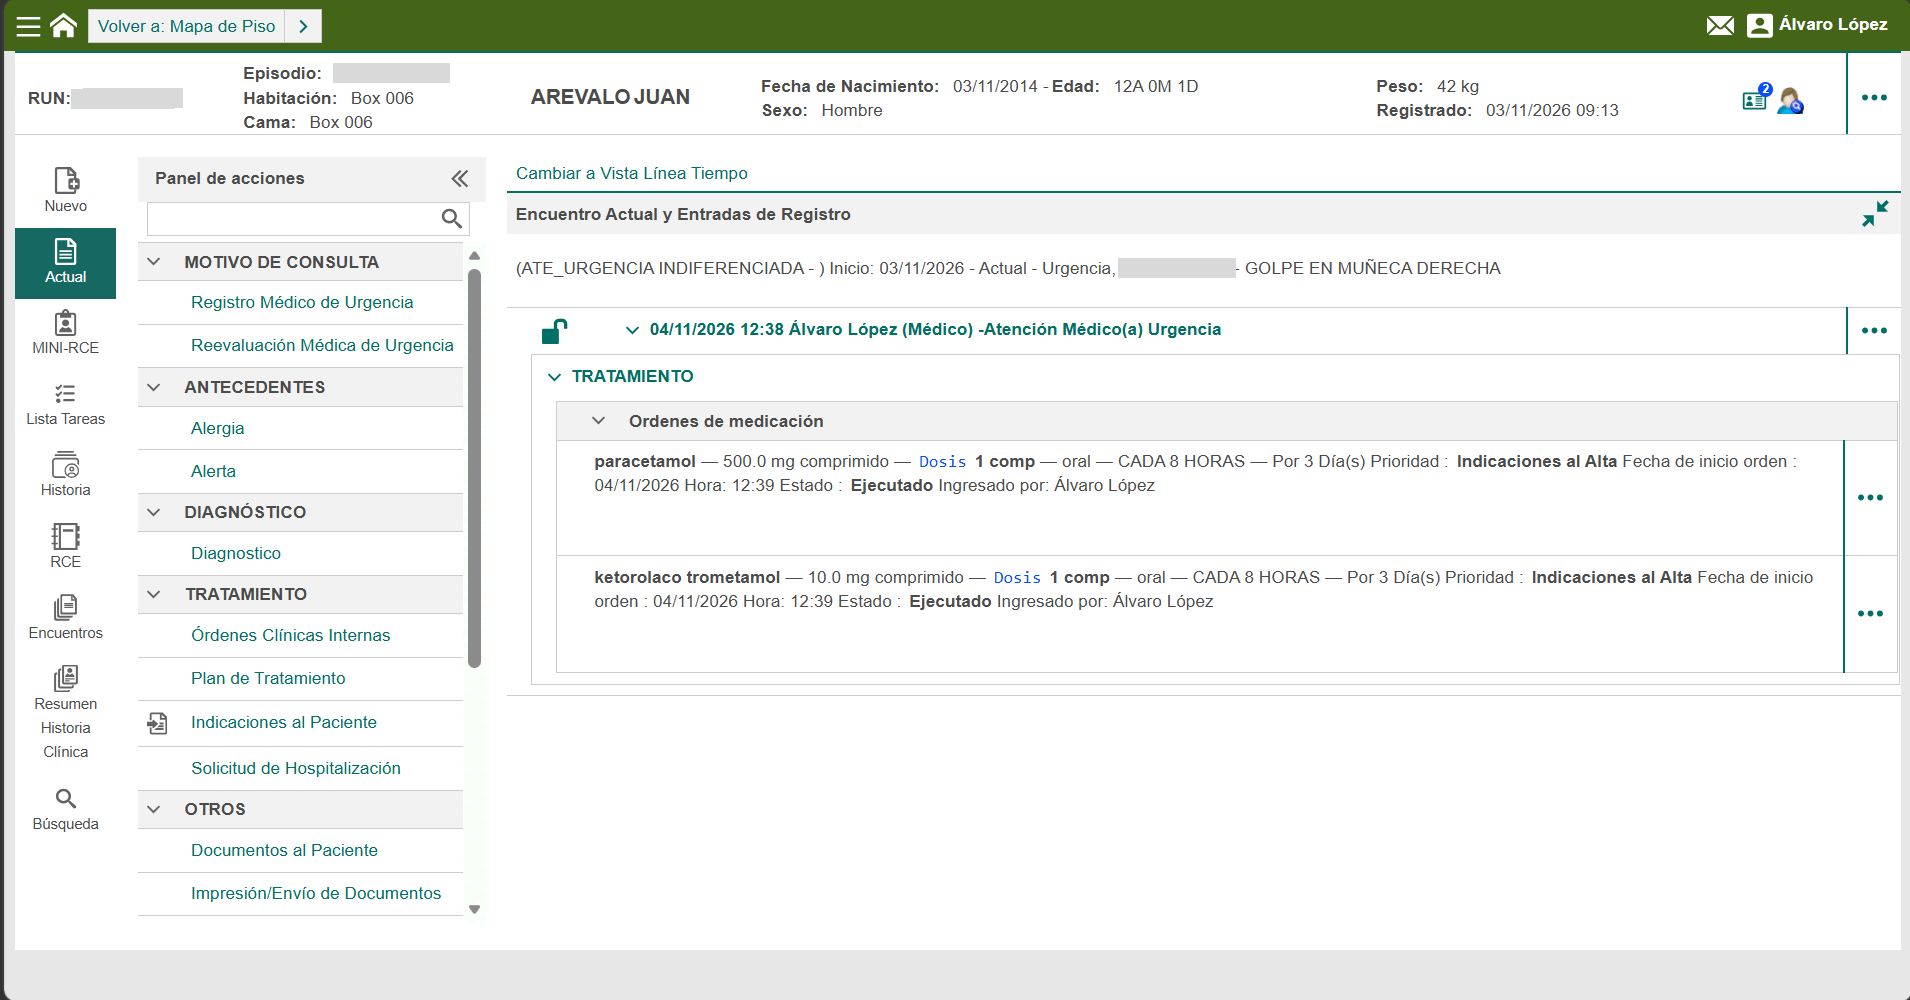 Volver a: Mapa de Piso
Álvaro López
RUN:
Episodio:
Habitación: Box 006
Cama: Box 006
AREVALO JUAN
Fecha de Nacimiento: 03/11/2014 - Edad: 12A 0M 1D
Sexo: Hombre
Peso: 42 kg
Registrado: 03/11/2026 09:13
2
Nuevo
Actual
MINI-RCE
Lista Tareas
Historia
RCE
Encuentros
Resumen
Historia
Clínica
Búsqueda
Panel de acciones
MOTIVO DE CONSULTA
Registro Médico de Urgencia
Reevaluación Médica de Urgencia
ANTECEDENTES
Alergia
Alerta
DIAGNÓSTICO
Diagnostico
TRATAMIENTO
Órdenes Clínicas Internas
Plan de Tratamiento
Indicaciones al Paciente
Solicitud de Hospitalización
OTROS
Documentos al Paciente
Impresión/Envío de Documentos
Cambiar a Vista Línea Tiempo
Encuentro Actual y Entradas de Registro
(ATE_URGENCIA INDIFERENCIADA - ) Inicio: 03/11/2026 - Actual - Urgencia, - GOLPE EN MUÑECA DERECHA
04/11/2026 12:38 Álvaro López (Médico) -Atención Médico(a) Urgencia
TRATAMIENTO
Ordenes de medicación
paracetamol — 500.0 mg comprimido — Dosis 1 comp — oral — CADA 8 HORAS — Por 3 Día(s) Prioridad : Indicaciones al Alta Fecha de inicio orden :
04/11/2026 Hora: 12:39 Estado : Ejecutado Ingresado por: Álvaro López
ketorolaco trometamol — 10.0 mg comprimido — Dosis 1 comp — oral — CADA 8 HORAS — Por 3 Día(s) Prioridad : Indicaciones al Alta Fecha de inicio
orden : 04/11/2026 Hora: 12:39 Estado : Ejecutado Ingresado por: Álvaro López